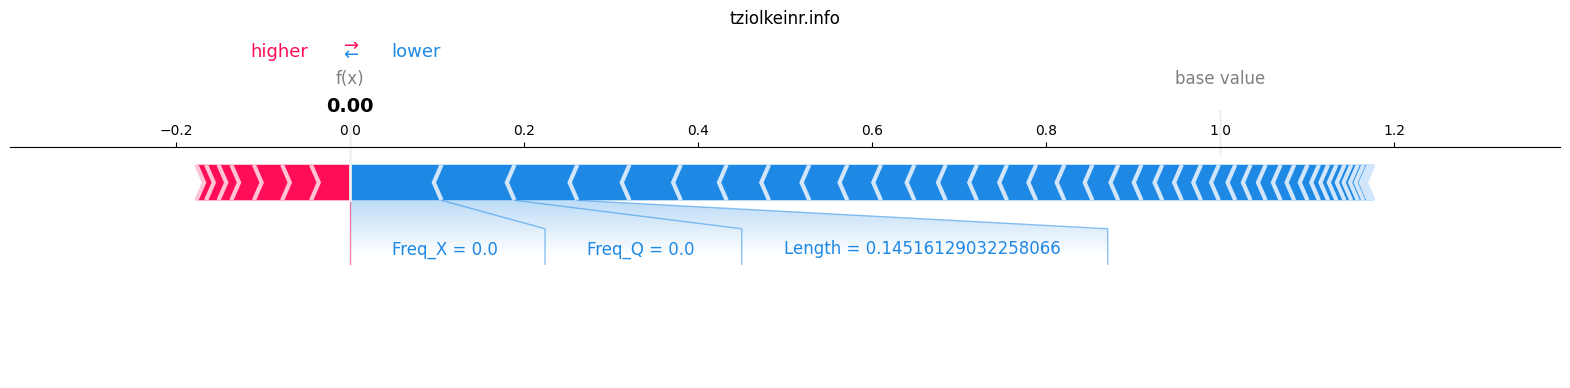 tziolkeinr.info
higher ⇄ lower
f(x) base value
0.00
−0.2 0.0 0.2 0.4 0.6 0.8 1.0 1.2
Freq_X = 0.0 Freq_Q = 0.0 Length = 0.14516129032258066